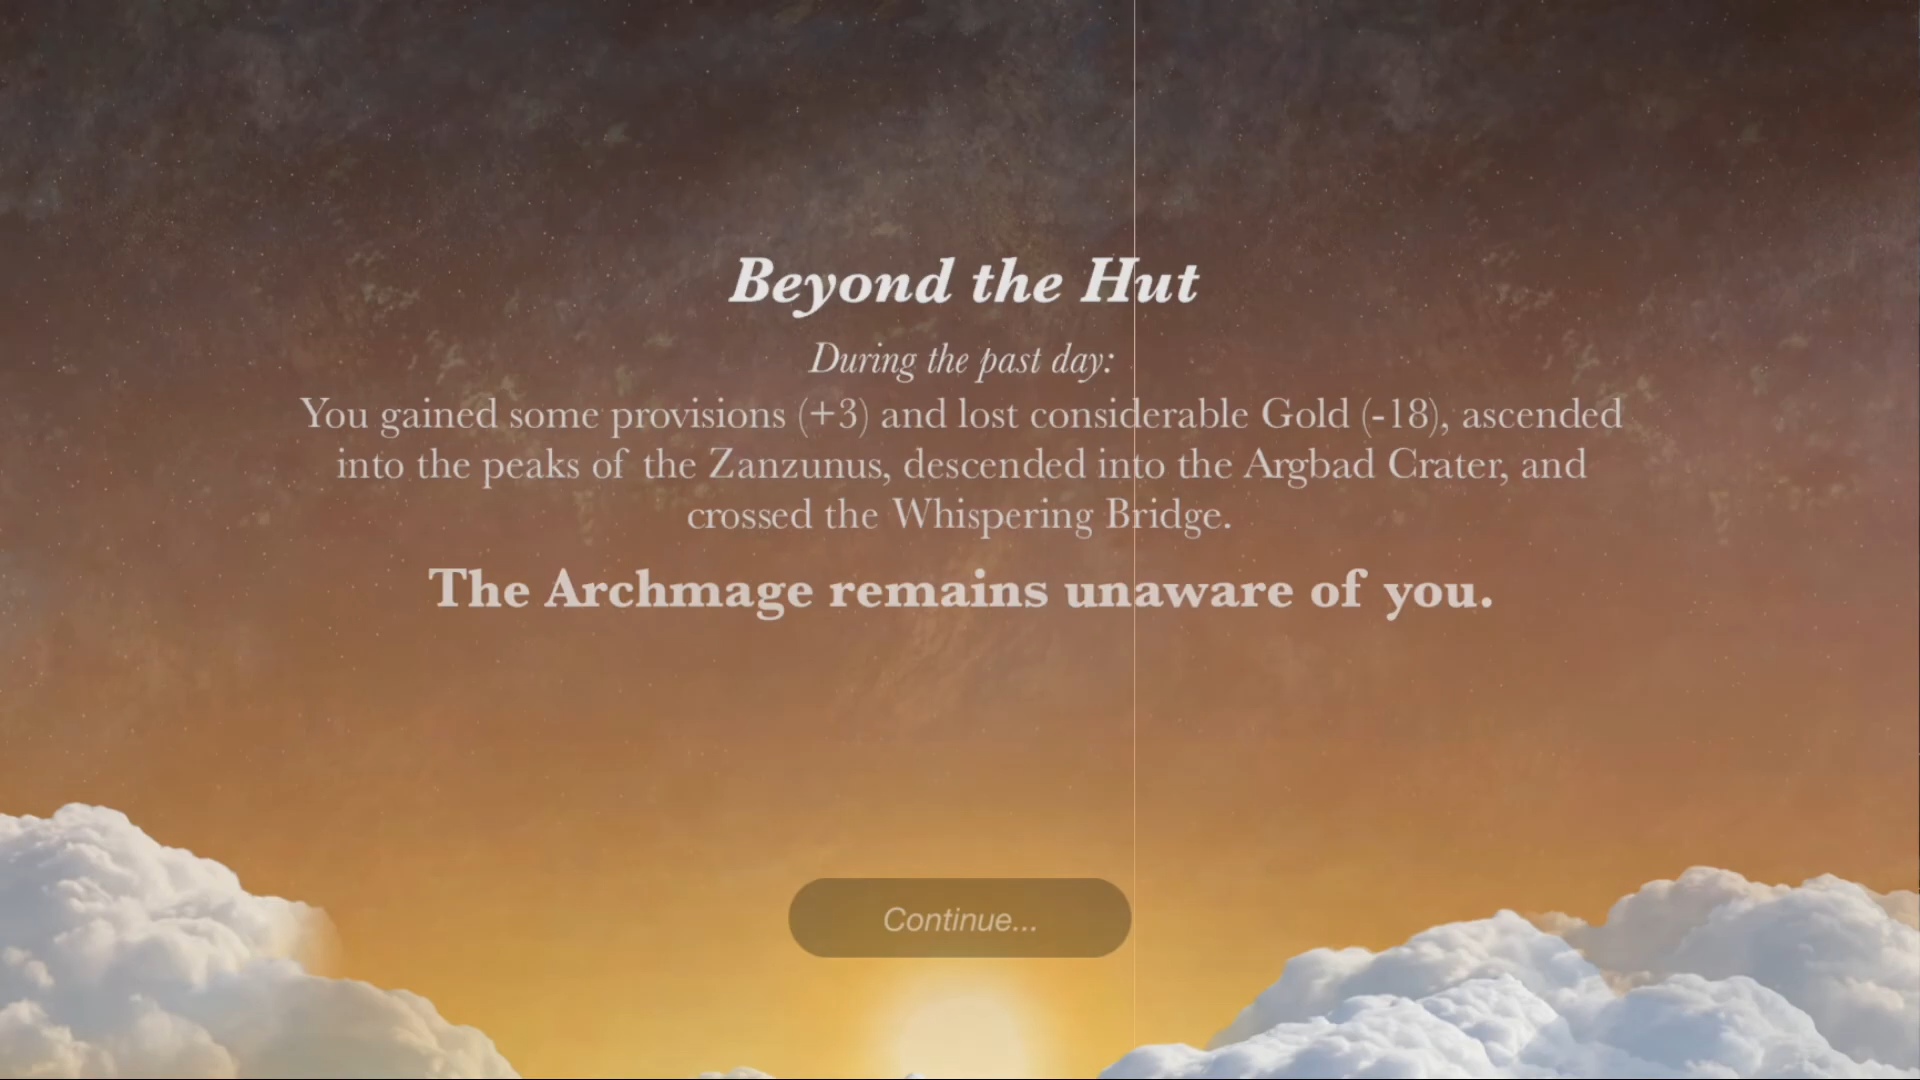 Beyond the Hut
During the past day:
You gained some provisions (+3) and lost considerable Gold (-18), ascended
into the peaks of the Zanzunus, descended into the Argbad Crater, and
crossed the Whispering Bridge.
The Archmage remains unaware of you.
Continue...